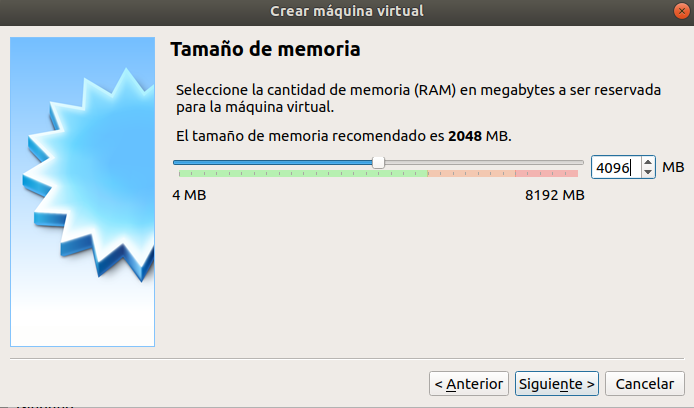 Crear máquina virtual
Tamaño de memoria
Seleccione la cantidad de memoria (RAM) en megabytes a ser reservada
para la máquina virtual.
El tamaño de memoria recomendado es 2048 MB.
4096 MB
4 MB 8192 MB
< Anterior Siguiente > Cancelar